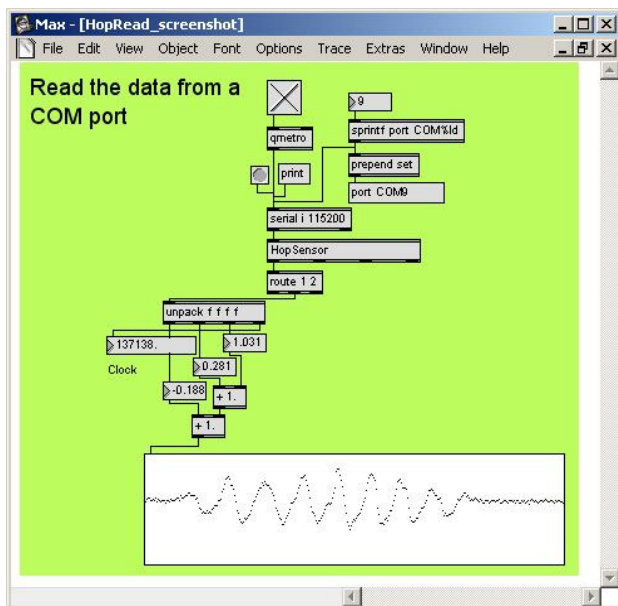 Max - [HopRead_screenshot]
File Edit View Object Font Options Trace Extras Window Help
Read the data from a
COM port
9
qmetro
sprintf port COM%ld
print
prepend set
port COM9
serial i 115200
HopSensor
route 1 2
unpack f f f f
137138.
1.031
Clock
0.281
-0.188
+ 1.
+ 1.